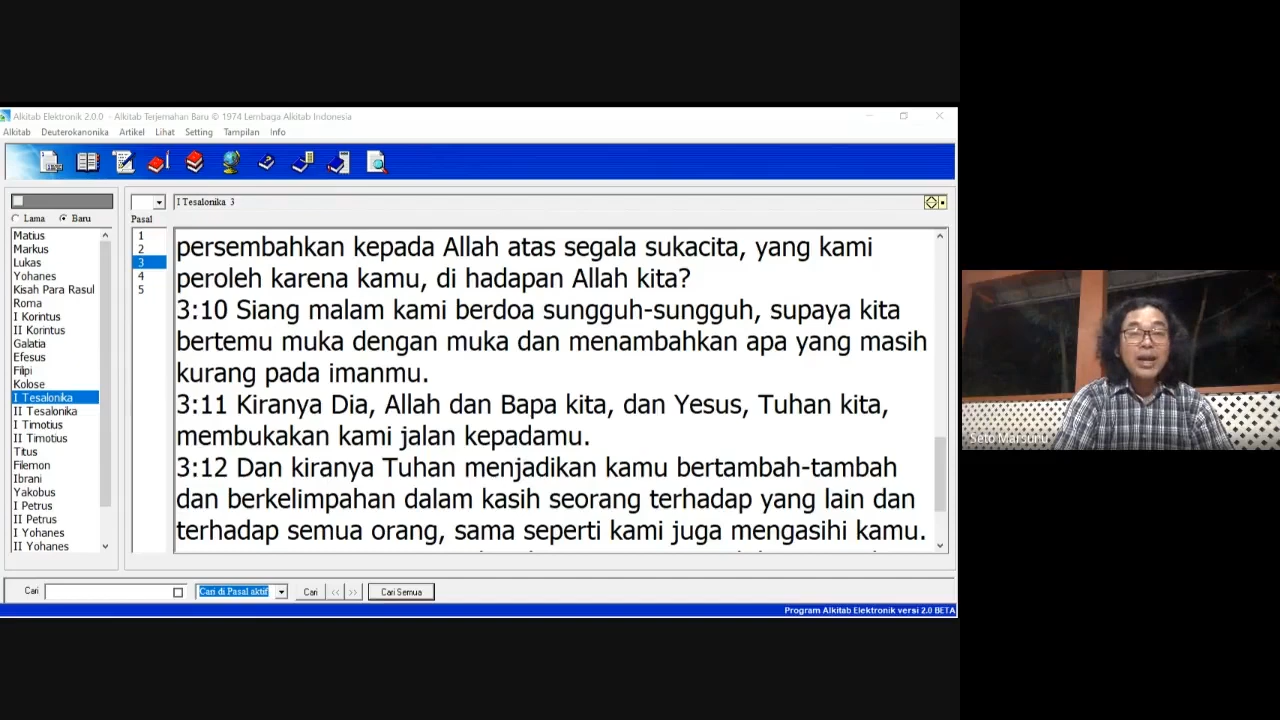 Alkitab Elektronik 2.0.0 - Alkitab Terjemahan Baru © 1974 Lembaga Alkitab Indonesia
Alkitab Deuterokanonika Artikel Lihat Setting Tampilan Info
Lama Baru
Matius
Markus
Lukas
Yohanes
Kisah Para Rasul
Roma
I Korintus
II Korintus
Galatia
Efesus
Filipi
Kolose
I Tesalonika
II Tesalonika
I Timotius
II Timotius
Titus
Filemon
Ibrani
Yakobus
I Petrus
II Petrus
I Yohanes
II Yohanes
Pasal
1
2
3
4
5
I Tesalonika 3
persembahkan kepada Allah atas segala sukacita, yang kami
peroleh karena kamu, di hadapan Allah kita?
3:10 Siang malam kami berdoa sungguh-sungguh, supaya kita
bertemu muka dengan muka dan menambahkan apa yang masih
kurang pada imanmu.
3:11 Kiranya Dia, Allah dan Bapa kita, dan Yesus, Tuhan kita,
membukakan kami jalan kepadamu.
3:12 Dan kiranya Tuhan menjadikan kamu bertambah-tambah
dan berkelimpahan dalam kasih seorang terhadap yang lain dan
terhadap semua orang, sama seperti kami juga mengasihi kamu.
Cari Cari di Pasal aktif Cari << >> Cari Semua
Program Alkitab Elektronik versi 2.0 BETA
Seto Marsunu